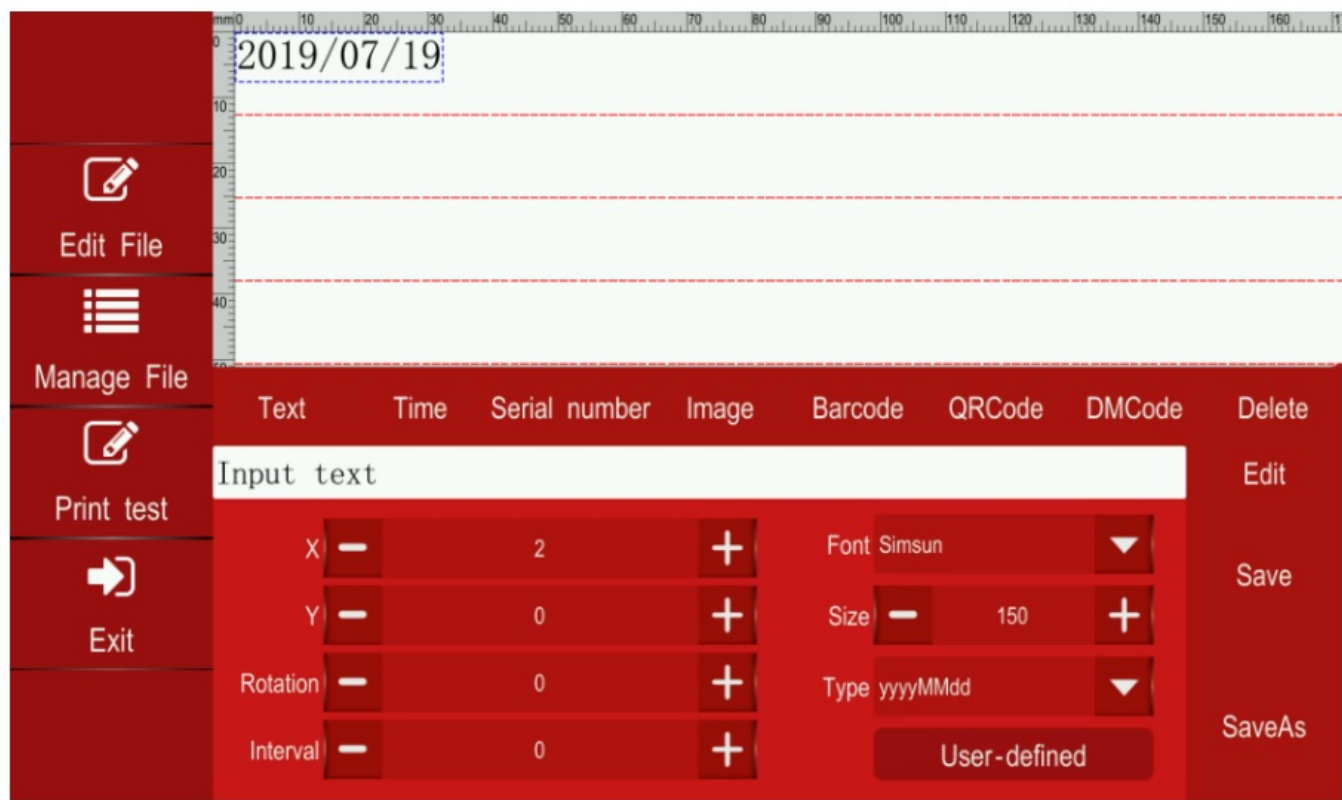 mm0 10 20 30 40 50 60 70 80 90 100 110 120 130 140 150 160
0
2019/07/19
10
20
30
40
Edit File
Manage File
Print test
Exit
Text Time Serial number Image Barcode QRCode DMCode Delete
Input text
Edit
X 2 Font Simsun
Save
Y 0 Size 150
Rotation 0 Type yyyyMMdd
SaveAs
Interval 0 User-defined